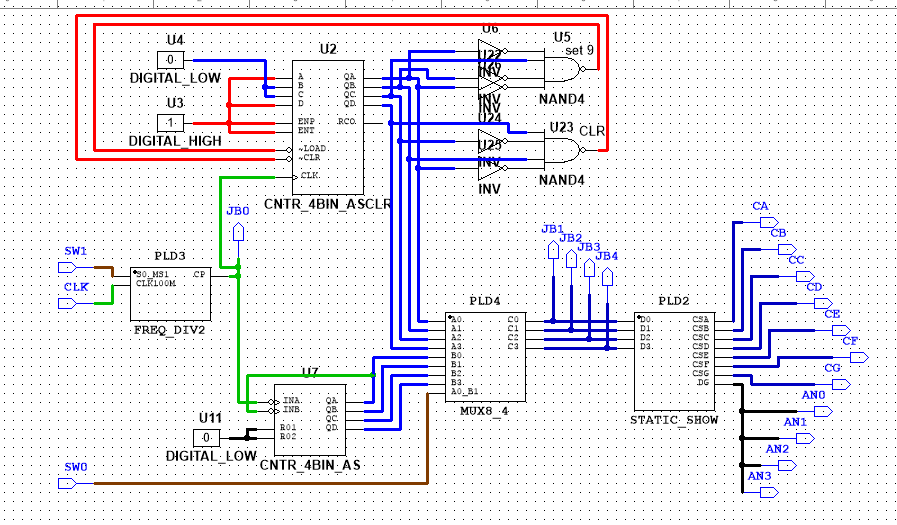 U4
0
DIGITAL_LOW
U3
1
DIGITAL_HIGH
U2
A
B
C
D
ENP
ENT
~LOAD
~CLR
CLK
QA
QB
QC
QD
RCO
CNTR_4BIN_ASCLR
U6
INV
INV
INV
U24
U25
INV
INV
U5
set 9
NAND4
U23
CLR
NAND4
JB0
SW1
CLK
PLD3
S0_MS1
CLK100M
CP
FREQ_DIV2
U7
INA
INB
R01
R02
QA
QB
QC
QD
CNTR_4BIN_AS
U11
0
DIGITAL_LOW
SW0
PLD4
A0
A1
A2
A3
B0
B1
B2
B3
A0_B1
C0
C1
C2
C3
MUX8_4
JB1
JB2
JB3
JB4
PLD2
D0
D1
D2
D3
CSA
CSB
CSC
CSD
CSE
CSF
CSG
DG
STATIC_SHOW
CA
CB
CC
CD
CE
CF
CG
AN0
AN1
AN2
AN3